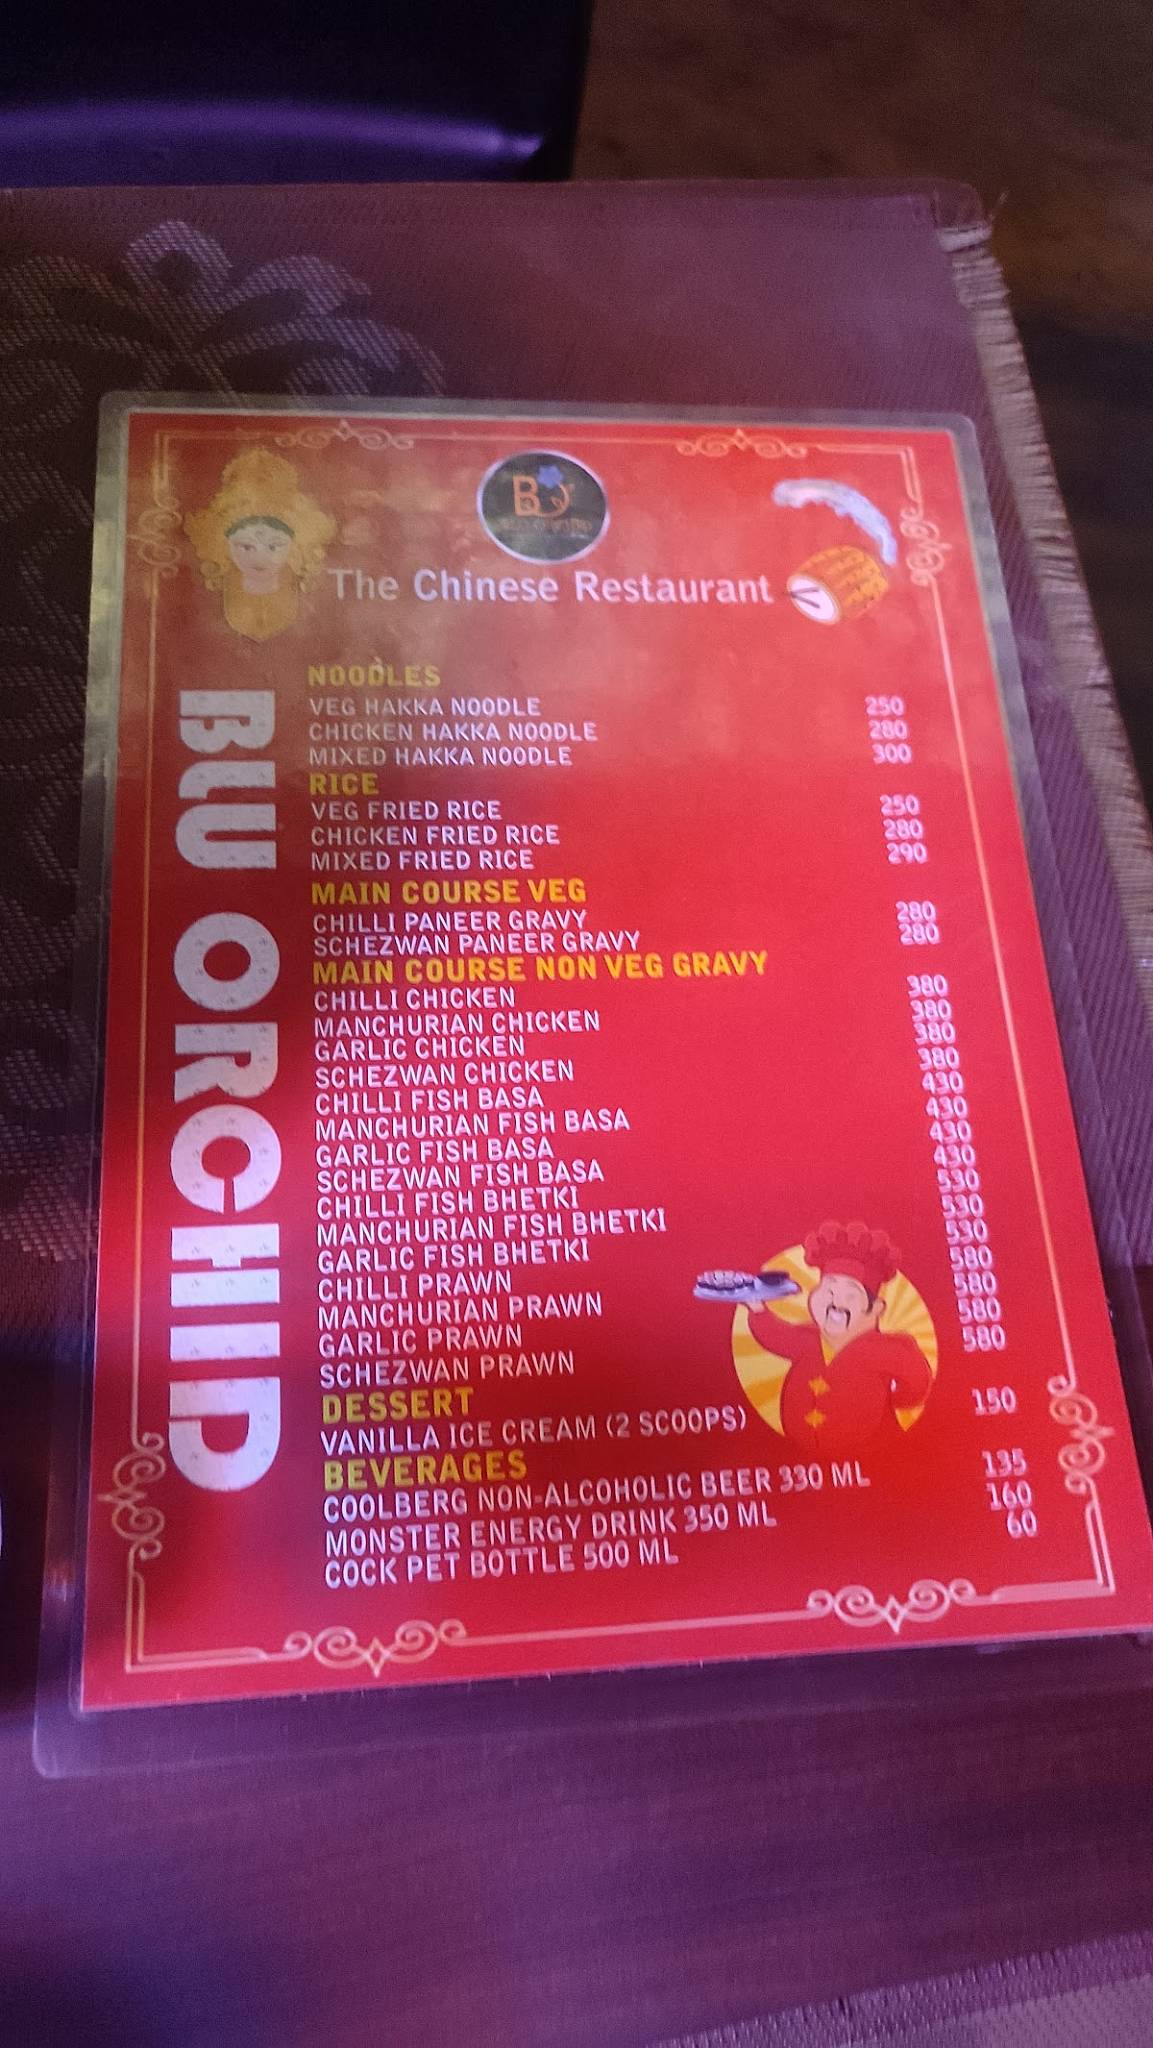 The Chinese Restaurant
BLU ORCHID
NOODLES
VEG HAKKA NOODLE 250
CHICKEN HAKKA NOODLE 280
MIXED HAKKA NOODLE 300
RICE
VEG FRIED RICE 250
CHICKEN FRIED RICE 280
MIXED FRIED RICE 290
MAIN COURSE VEG
CHILLI PANEER GRAVY 280
SCHEZWAN PANEER GRAVY 280
MAIN COURSE NON VEG GRAVY
CHILLI CHICKEN 380
MANCHURIAN CHICKEN 380
GARLIC CHICKEN 380
SCHEZWAN CHICKEN 380
CHILLI FISH BASA 430
MANCHURIAN FISH BASA 430
GARLIC FISH BASA 430
SCHEZWAN FISH BASA 430
CHILLI FISH BHETKI 530
MANCHURIAN FISH BHETKI 530
GARLIC FISH BHETKI 530
CHILLI PRAWN 580
MANCHURIAN PRAWN 580
GARLIC PRAWN 580
SCHEZWAN PRAWN 580
DESSERT
VANILLA ICE CREAM (2 SCOOPS) 150
BEVERAGES
COOLBERG NON-ALCOHOLIC BEER 330 ML 135
MONSTER ENERGY DRINK 350 ML 160
COCK PET BOTTLE 500 ML 60